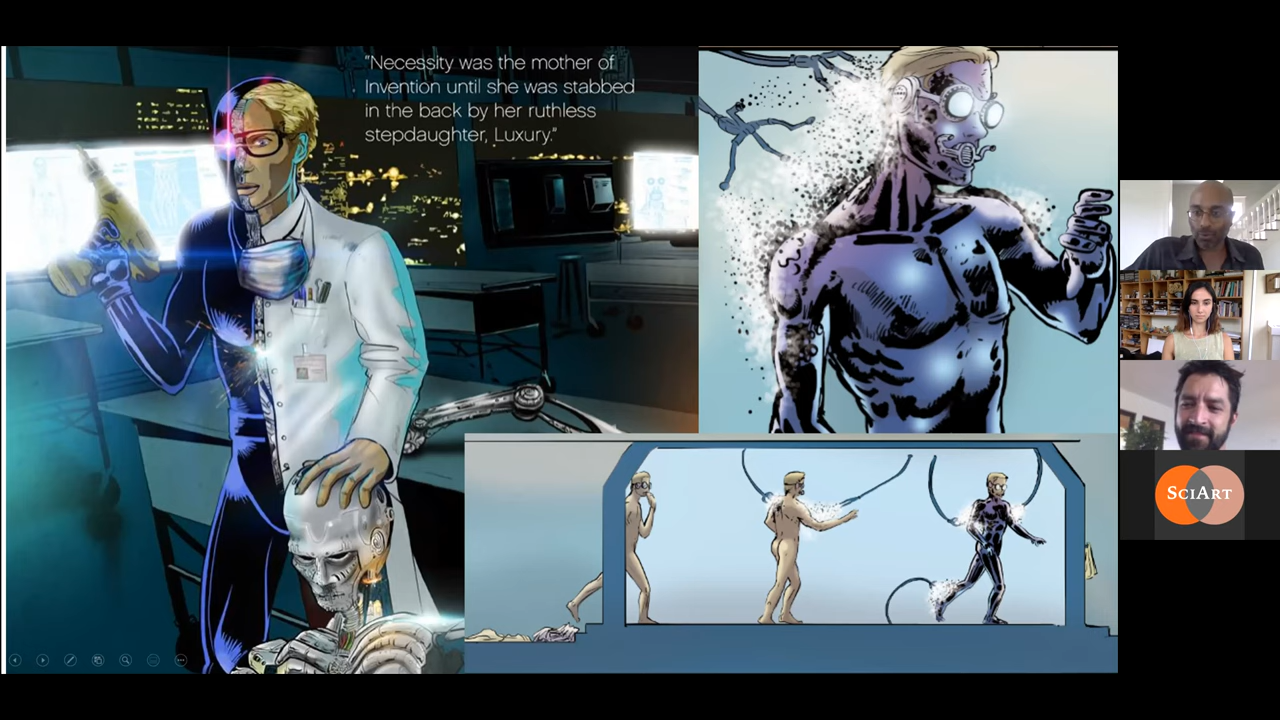 "Necessity was the mother of
Invention until she was stabbed
in the back by her ruthless
stepdaughter, Luxury."
SCIART